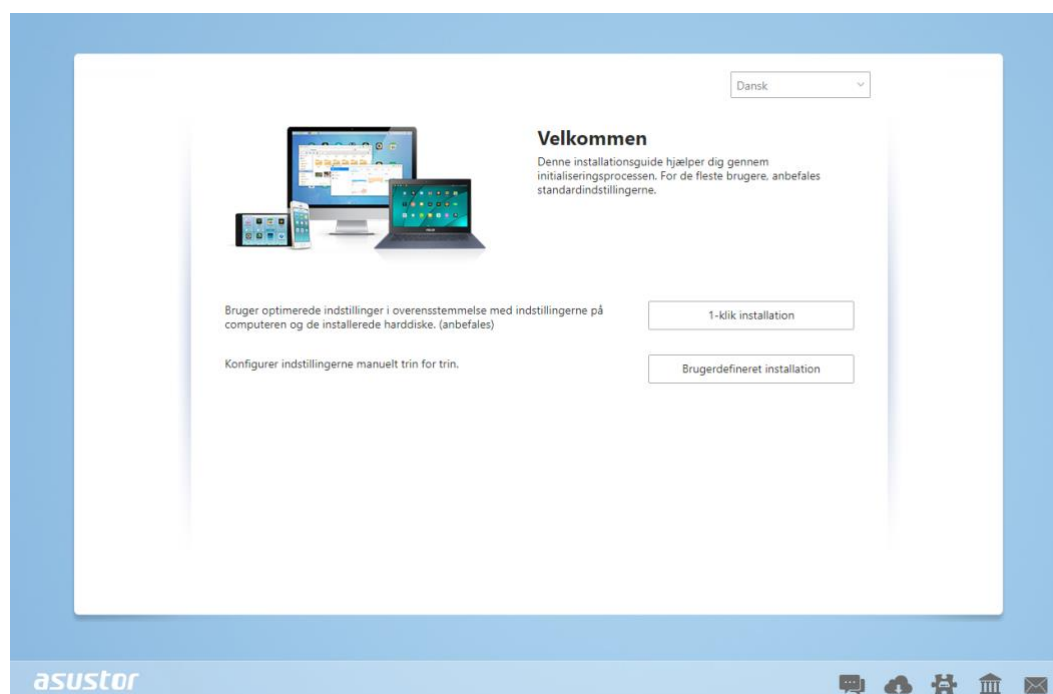 Dansk
Velkommen
Denne installationsguide hjælper dig gennem
initialiseringsprocessen. For de fleste brugere, anbefales
standardindstillingerne.
Bruger optimerede indstillinger i overensstemmelse med indstillingerne på
computeren og de installerede harddiske. (anbefales)
1-klik installation
Konfigurer indstillingerne manuelt trin for trin.
Brugerdefineret installation
asustor